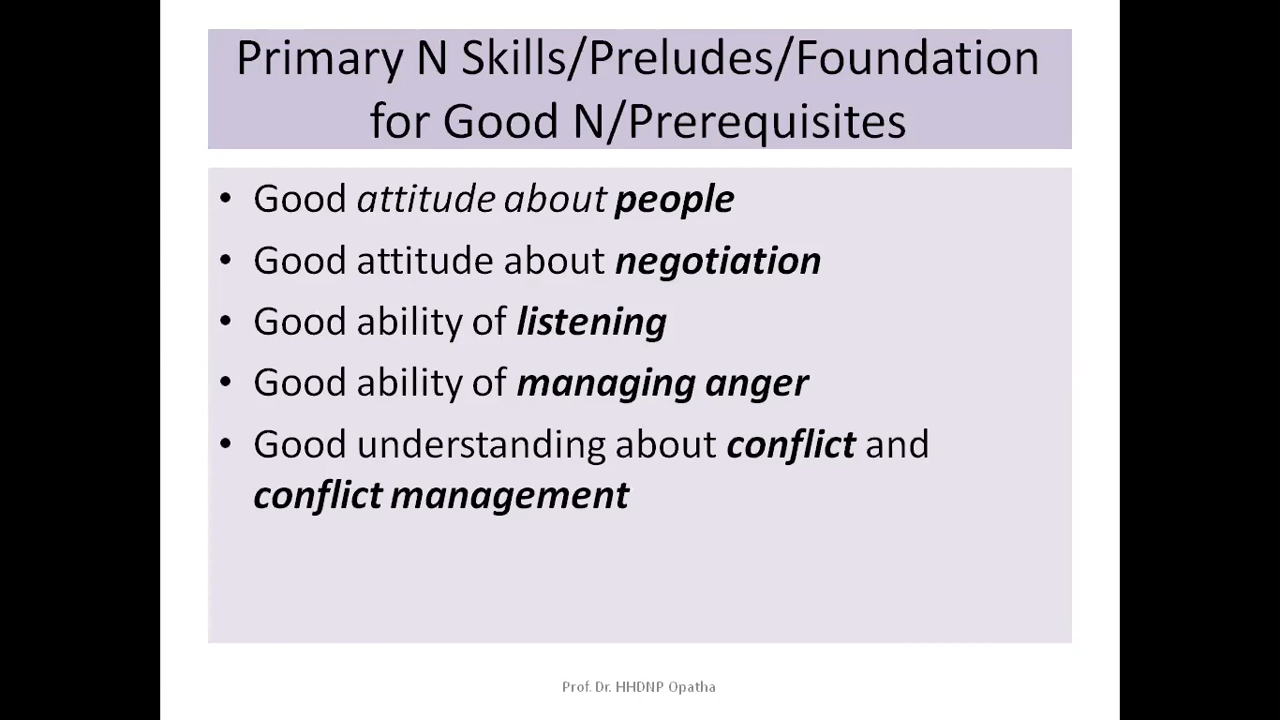 Primary N Skills/Preludes/Foundation
for Good N/Prerequisites
• Good attitude about people
• Good attitude about negotiation
• Good ability of listening
• Good ability of managing anger
• Good understanding about conflict and
conflict management
Prof. Dr. HHDNP Opatha